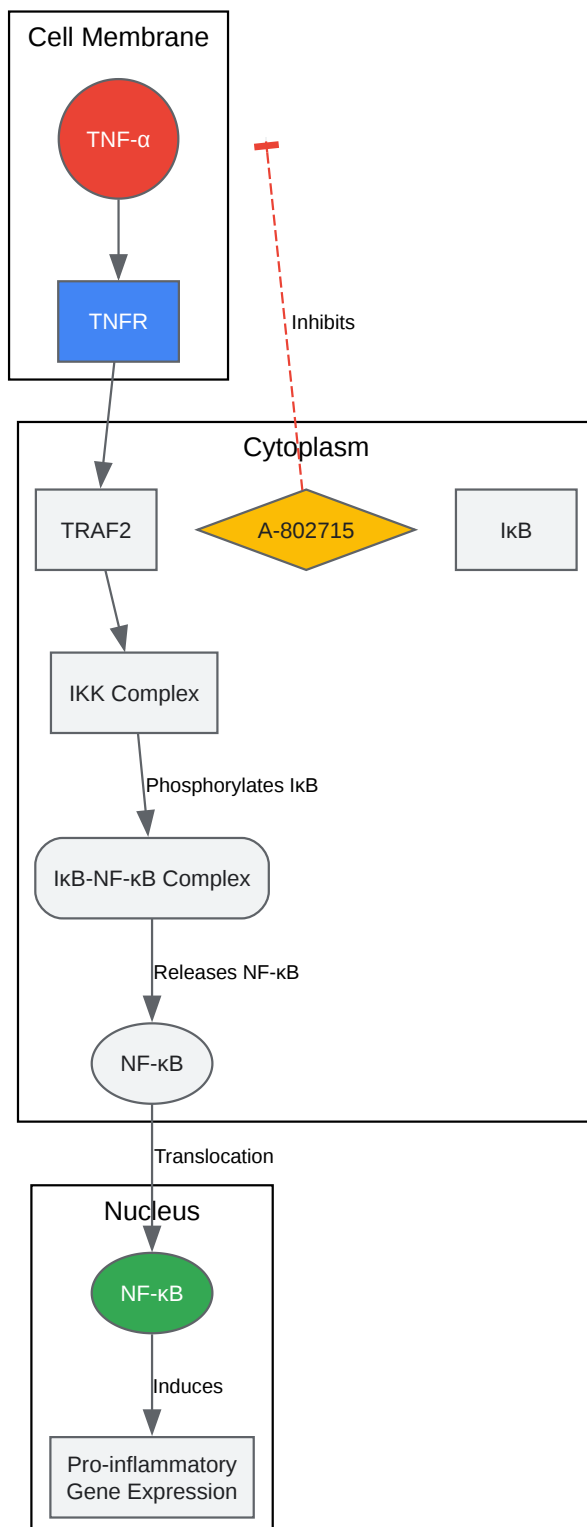 Cell Membrane
TNF-α
TNFR
Inhibits
Cytoplasm
TRAF2
A-802715
IκB
IKK Complex
Phosphorylates IκB
IκB-NF-κB Complex
Releases NF-κB
NF-κB
Translocation
Nucleus
NF-κB
Induces
Pro-inflammatory
Gene Expression